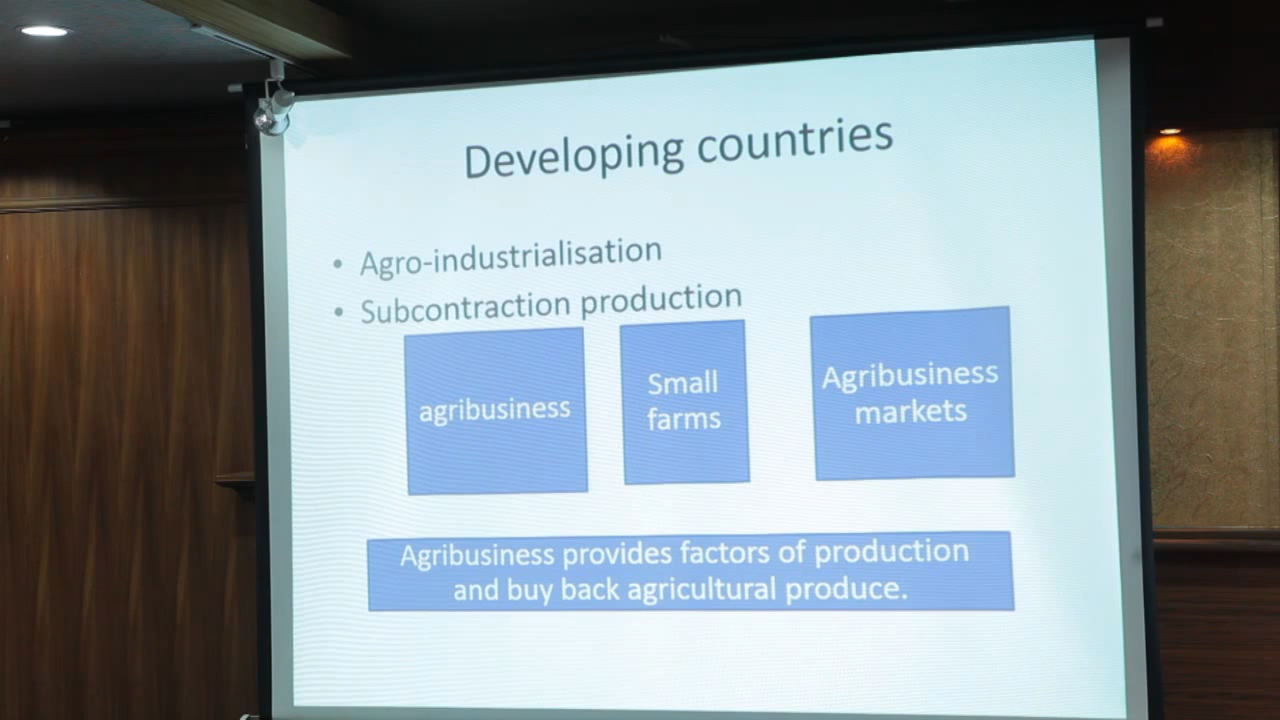 Developing countries
• Agro-industrialisation
• Subcontraction production
agribusiness
Small
farms
Agribusiness
markets
Agribusiness provides factors of production
and buy back agricultural produce.